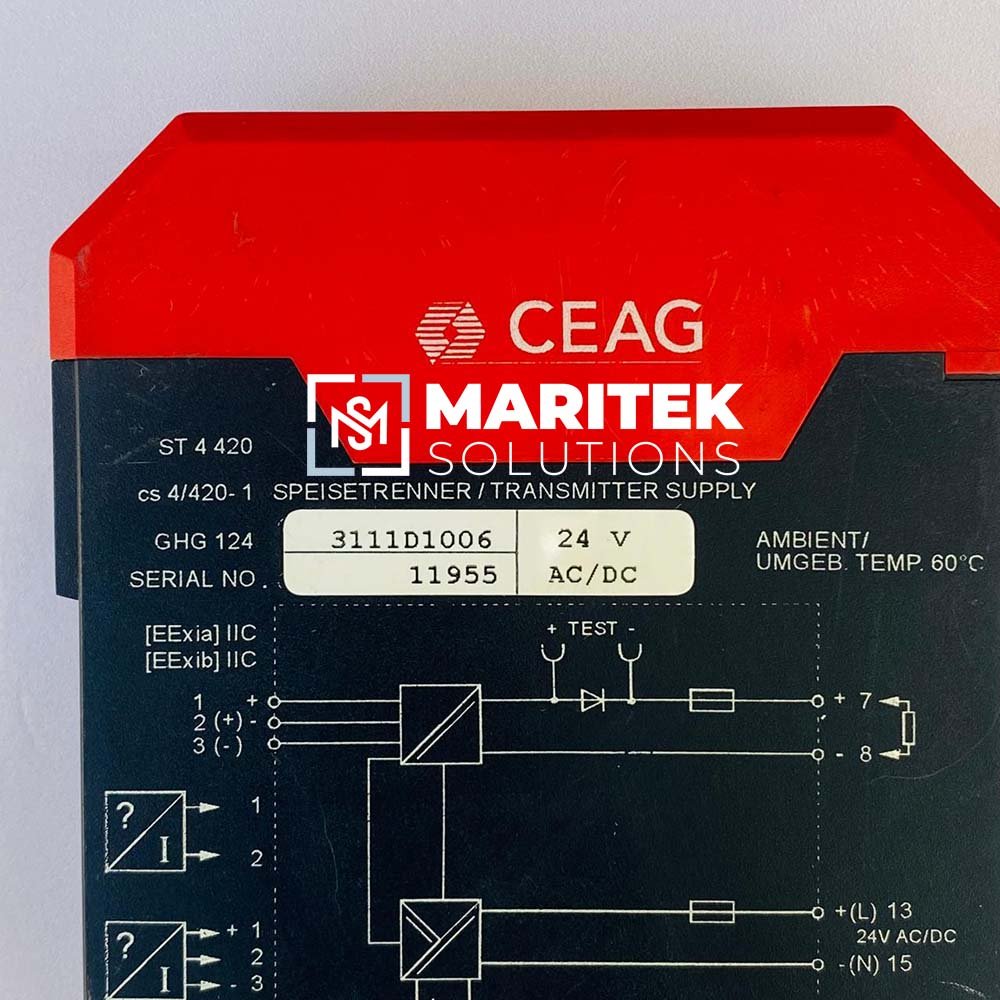 CEAG
MS MARITEK
SOLUTIONS
ST 4 420
cs 4/420- 1 SPEISETRENNER / TRANSMITTER SUPPLY
GHG 124 3111D1006 24 V AMBIENT/
UMGEB. TEMP. 60°C
SERIAL NO. 11955 AC/DC
[EExia] IIC + TEST -
[EExib] IIC
1 + + 7
2 (+) -
3 (-) - 8
? I 1
2
+(L) 13
24V AC/DC
-(N) 15
? I + 1
2
- 3